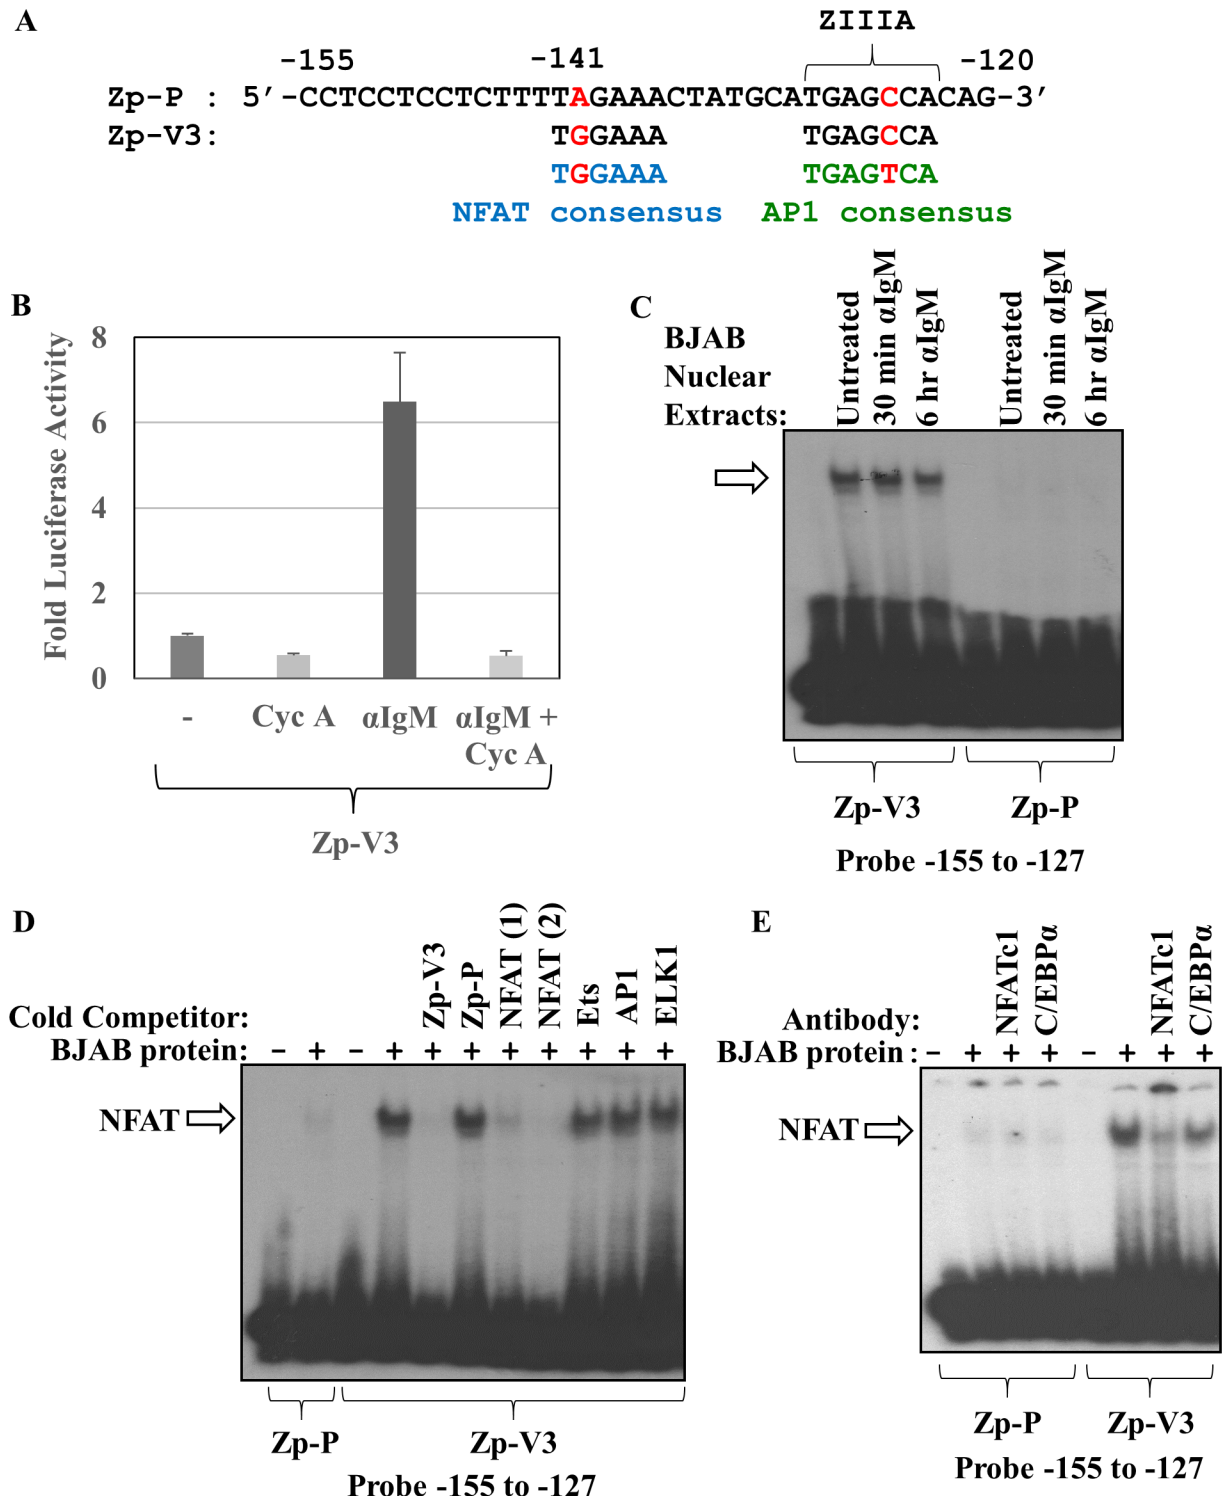 A
ZIIIA
-155 -141 -120
Zp-P : 5’-CCTCCTCCTCTTTTAGAAACTATGCATGAGCCACAG-3’
Zp-V3: TGGAAA TGAGCCA
TGGAAA TGAGTCA
NFAT consensus AP1 consensus
B
Fold Luciferase Activity
8
6
4
2
0
- Cyc A αIgM αIgM + Cyc A
Zp-V3
C
BJAB
Nuclear
Extracts:
Untreated
30 min αIgM
6 hr αIgM
Untreated
30 min αIgM
6 hr αIgM
Zp-V3 Zp-P
Probe -155 to -127
D
Cold Competitor:
Zp-V3
Zp-P
NFAT (1)
NFAT (2)
Ets
AP1
ELK1
BJAB protein: - + - + + + + + + + +
NFAT
Zp-P Zp-V3
Probe -155 to -127
E
Antibody:
NFATc1
C/EBPα
NFATc1
C/EBPα
BJAB protein : - + + + - + + +
NFAT
Zp-P Zp-V3
Probe -155 to -127